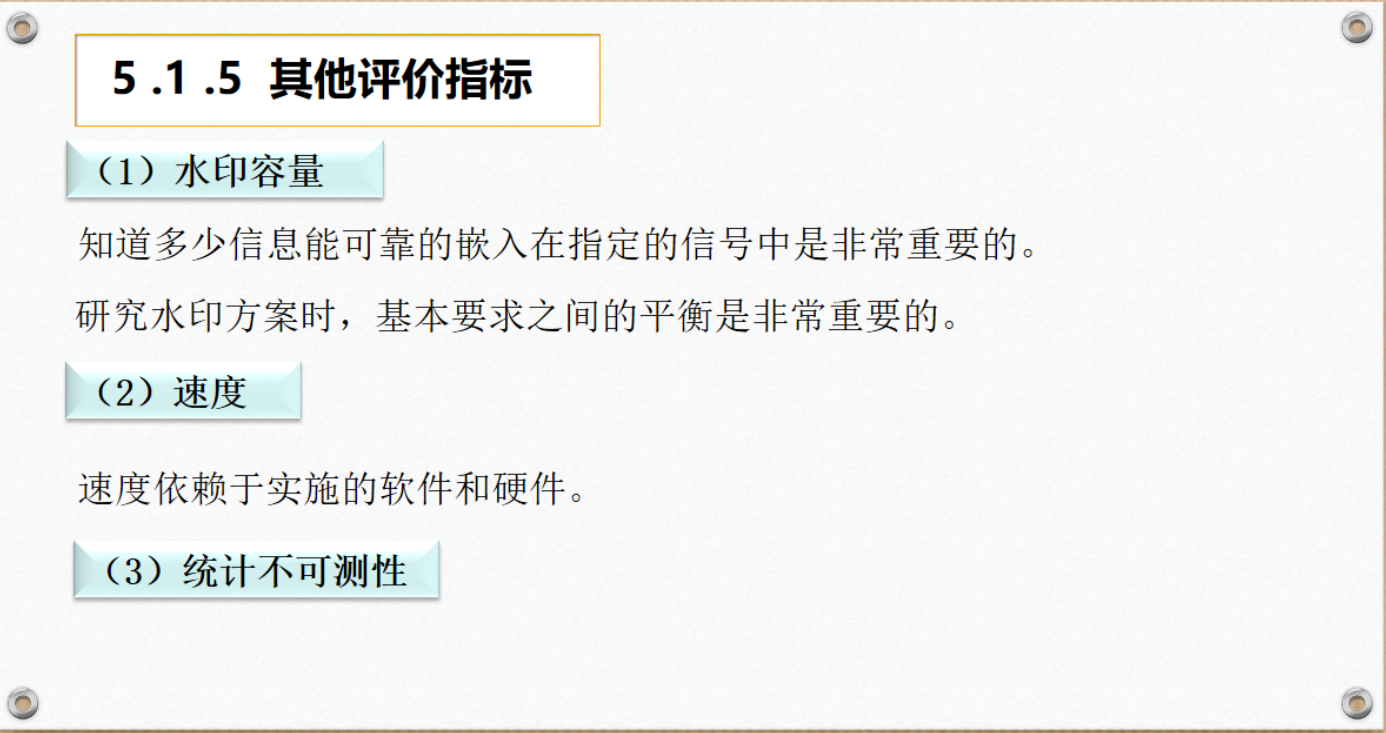 5 .1 .5 其他评价指标
（1）水印容量
知道多少信息能可靠的嵌入在指定的信号中是非常重要的。
研究水印方案时，基本要求之间的平衡是非常重要的。
（2）速度
速度依赖于实施的软件和硬件。
（3）统计不可测性